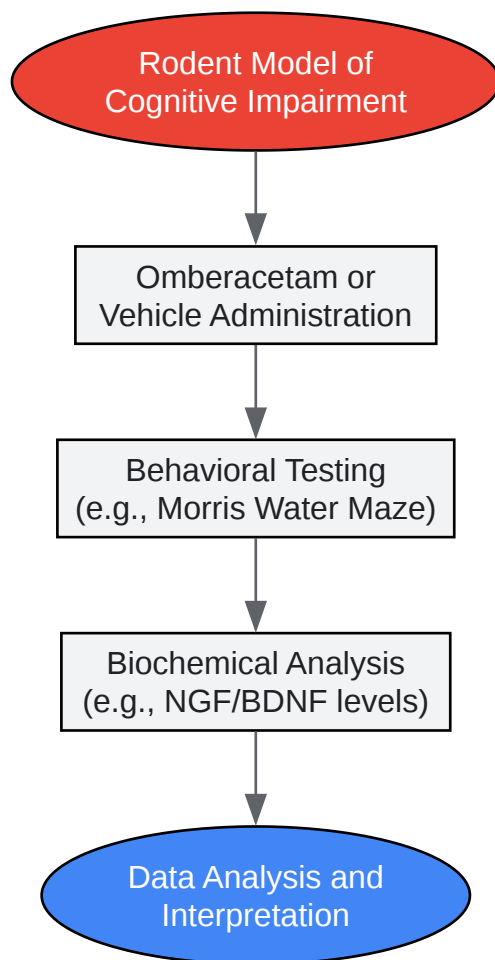 Rodent Model of
Cognitive Impairment
Omberacetam or
Vehicle Administration
Behavioral Testing
(e.g., Morris Water Maze)
Biochemical Analysis
(e.g., NGF/BDNF levels)
Data Analysis and
Interpretation